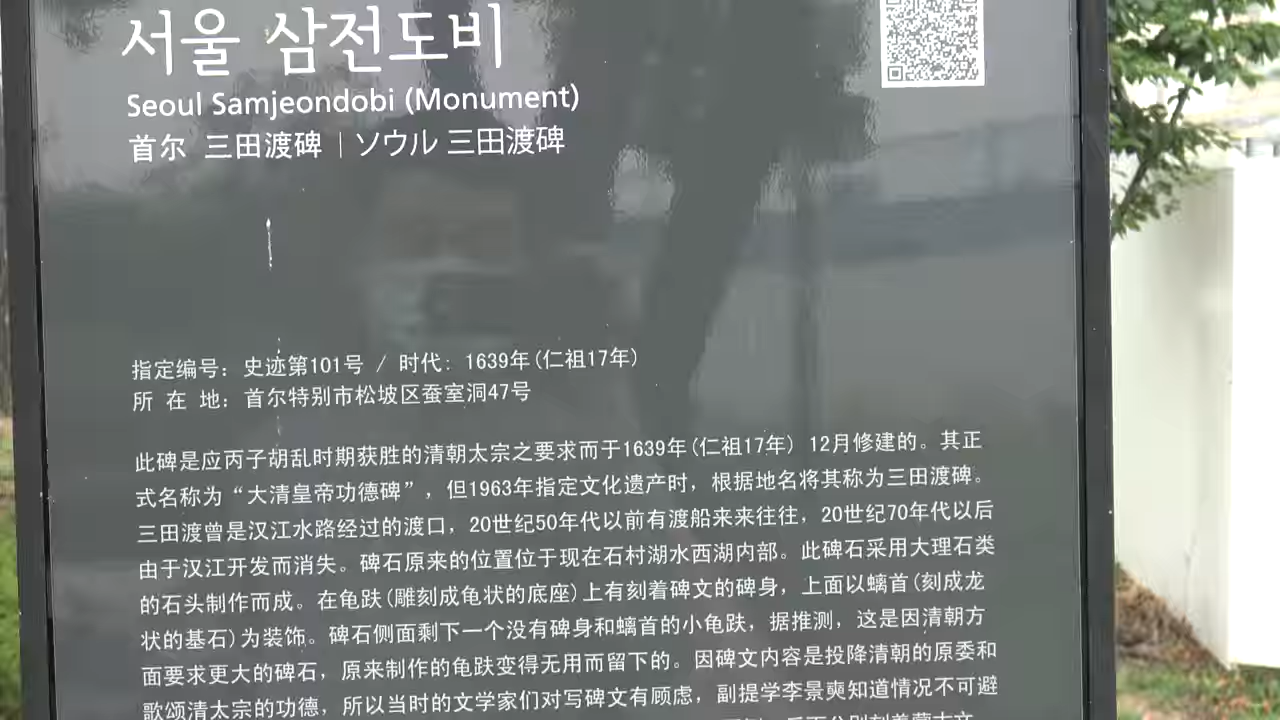 서울 삼전도비
Seoul Samjeondobi (Monument)
首尔 三田渡碑 | ソウル 三田渡碑
指定编号: 史迹第101号 / 时代: 1639年(仁祖17年)
所 在 地: 首尔特别市松坡区蚕室洞47号
此碑是应丙子胡乱时期获胜的清朝太宗之要求而于1639年(仁祖17年) 12月修建的。其正
式名称为“大清皇帝功德碑”, 但1963年指定文化遗产时, 根据地名将其称为三田渡碑。
三田渡曾是汉江水路经过的渡口, 20世纪50年代以前有渡船来来往往, 20世纪70年代以后
由于汉江开发而消失。碑石原来的位置位于现在石村湖水西湖内部。此碑石采用大理石类
的石头制作而成。在龟趺(雕刻成龟状的底座)上有刻着碑文的碑身, 上面以螭首(刻成龙
状的基石)为装饰。碑石侧面剩下一个没有碑身和螭首的小龟趺, 据推测, 这是因清朝方
面要求更大的碑石, 原来制作的龟趺变得无用而留下的。因碑文内容是投降清朝的原委和
歌颂清太宗的功德, 所以当时的文学家们对写碑文有顾虑, 副提学李景奭知道情况不可避